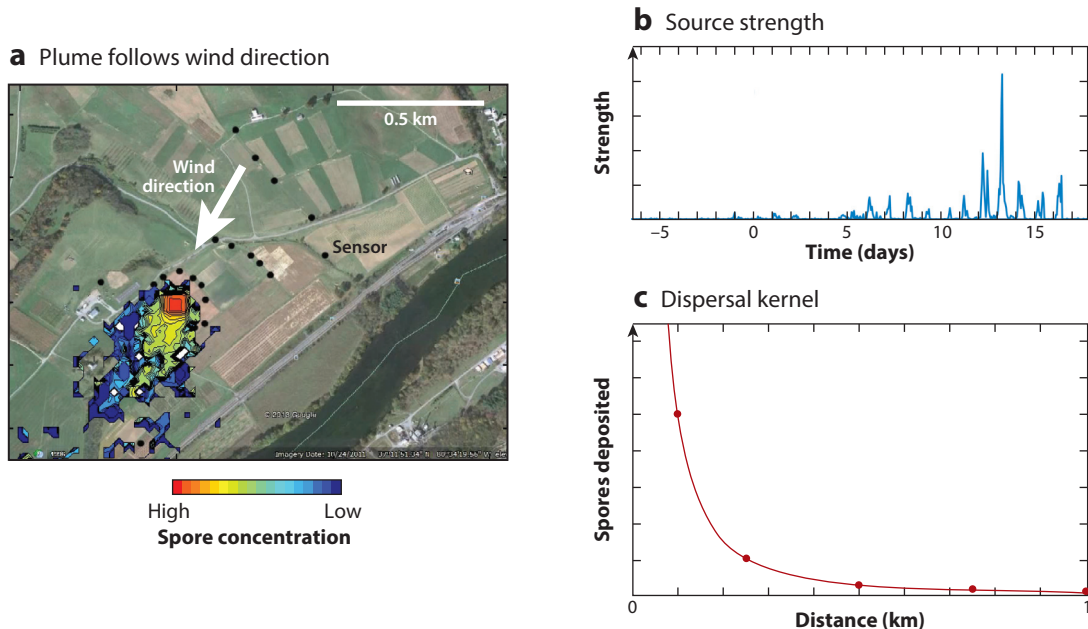 a Plume follows wind direction
0.5 km
Wind
direction
Sensor
© 2013 Google
High
Low
Spore concentration
b Source strength
Strength
−5
0
5
10
15
Time (days)
c Dispersal kernel
Spores deposited
0
1
Distance (km)